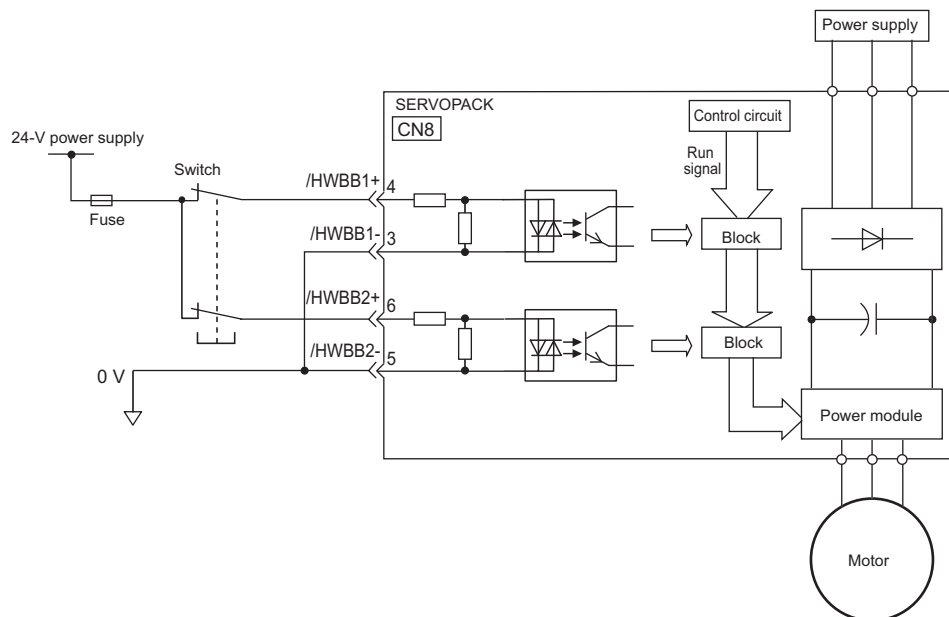 Power supply
SERVOPACK
CN8
Control circuit
24-V power supply
Run
signal
Switch
/HWBB1+
4
Fuse
/HWBB1-
3
Block
/HWBB2+
6
/HWBB2-
5
Block
0 V
Power module
Motor